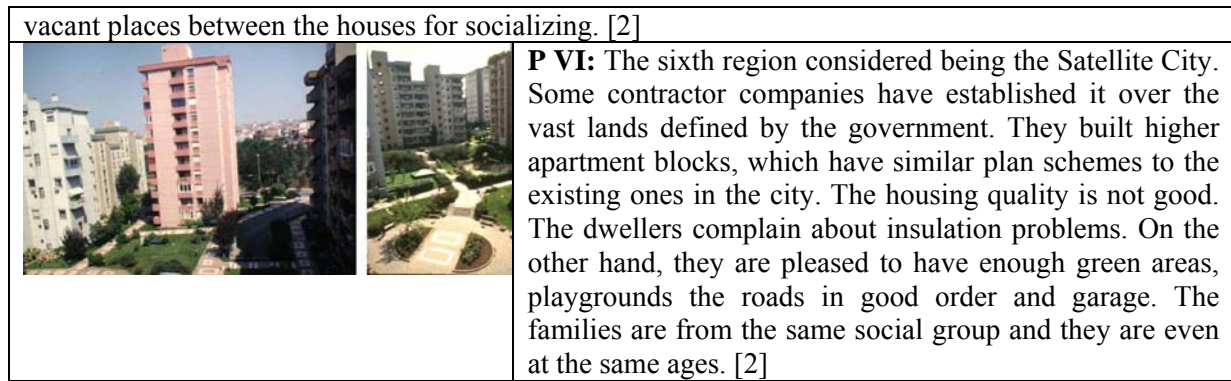 vacant places between the houses for socializing. [2]
P VI: The sixth region considered being the Satellite City.
Some contractor companies have established it over the
vast lands defined by the government. They built higher
apartment blocks, which have similar plan schemes to the
existing ones in the city. The housing quality is not good.
The dwellers complain about insulation problems. On the
other hand, they are pleased to have enough green areas,
playgrounds the roads in good order and garage. The
families are from the same social group and they are even
at the same ages. [2]